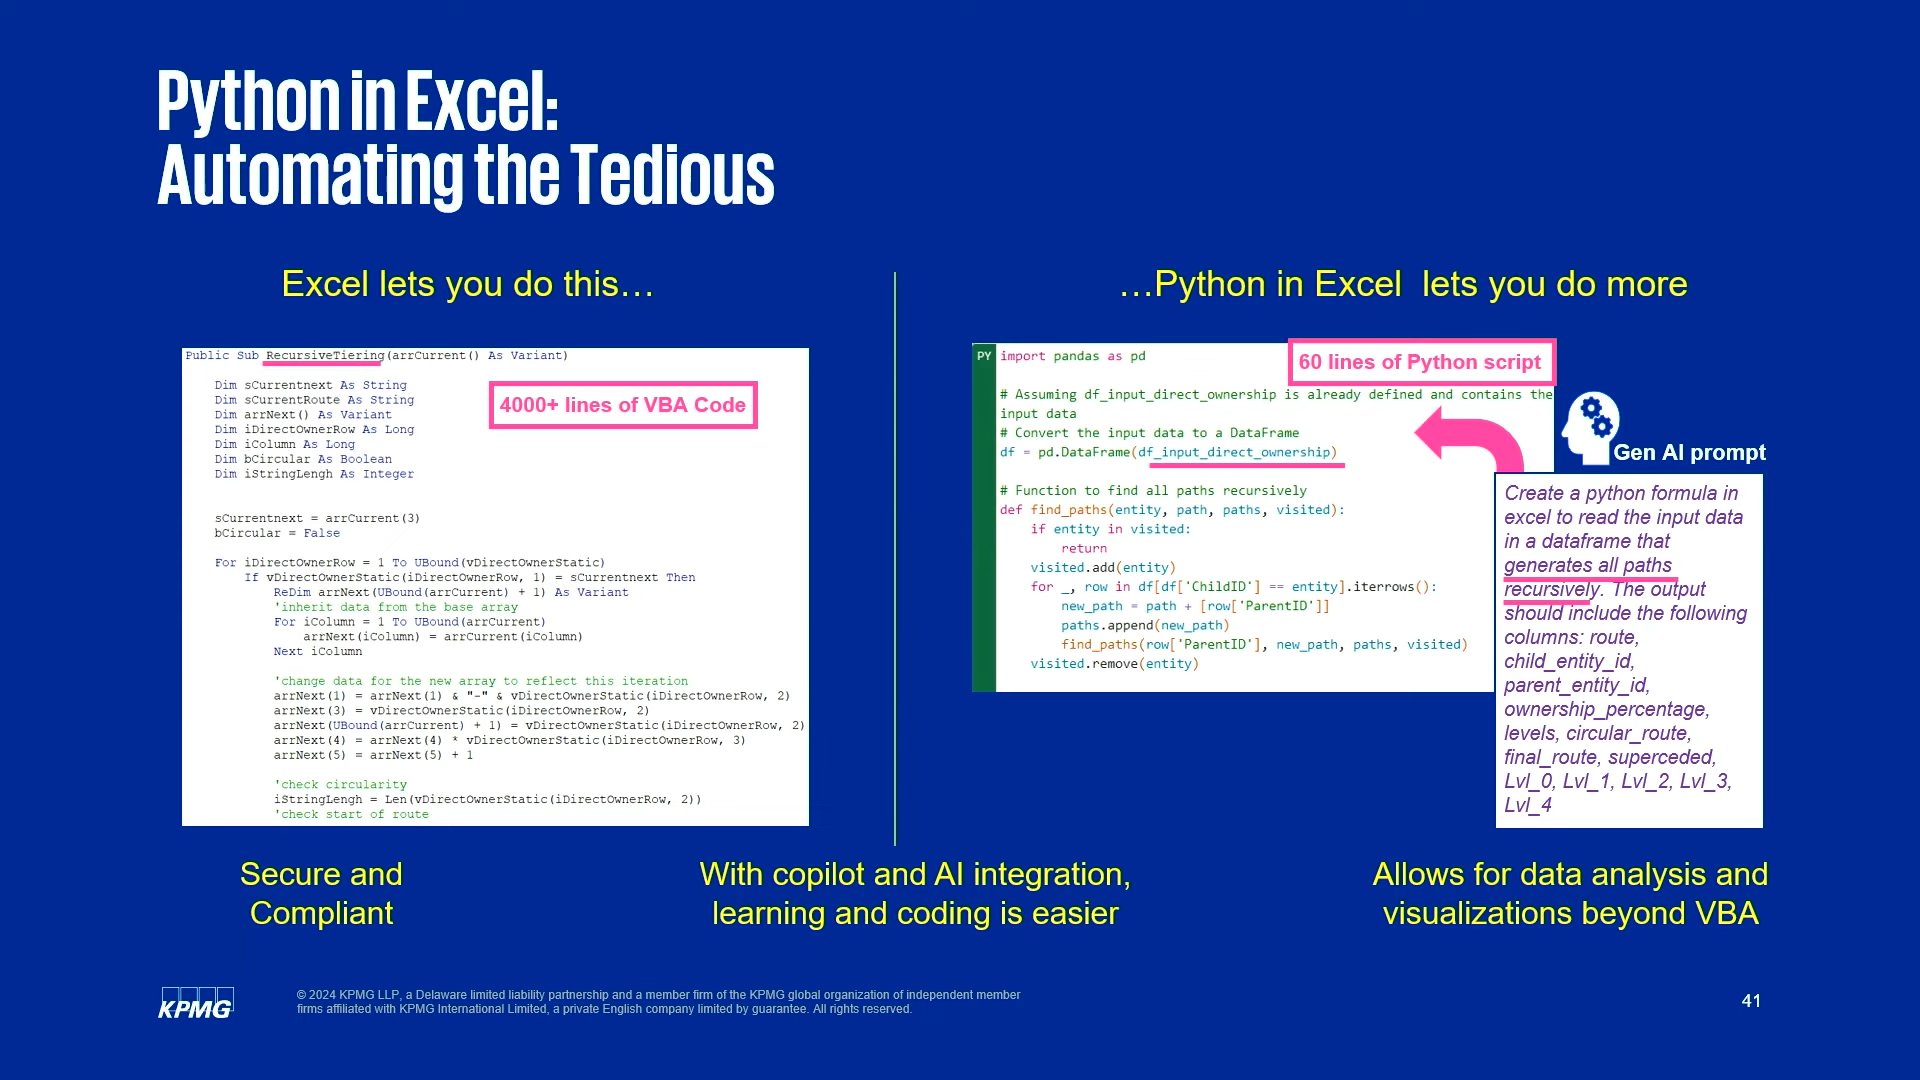 Python in Excel:
Automating the Tedious
Excel lets you do this…
Public Sub RecursiveTiering(arrCurrent() As Variant)
4000+ lines of VBA Code
Dim sCurrentnext As String
Dim sCurrentRoute As String
Dim arrNext() As Variant
Dim iDirectOwnerRow As Long
Dim iColumn As Long
Dim bCircular As Boolean
Dim iStringLengh As Integer
sCurrentnext = arrCurrent(3)
bCircular = False
For iDirectOwnerRow = 1 To UBound(vDirectOwnerStatic)
If vDirectOwnerStatic(iDirectOwnerRow, 1) = sCurrentnext Then
ReDim arrNext(UBound(arrCurrent) + 1) As Variant
'inherit data from the base array
For iColumn = 1 To UBound(arrCurrent)
arrNext(iColumn) = arrCurrent(iColumn)
Next iColumn
'change data for the new array to reflect this iteration
arrNext(1) = arrNext(1) & "-" & vDirectOwnerStatic(iDirectOwnerRow, 2)
arrNext(3) = vDirectOwnerStatic(iDirectOwnerRow, 2)
arrNext(UBound(arrCurrent) + 1) = vDirectOwnerStatic(iDirectOwnerRow, 2)
arrNext(4) = arrNext(4) * vDirectOwnerStatic(iDirectOwnerRow, 3)
arrNext(5) = arrNext(5) + 1
'check circularity
iStringLengh = Len(vDirectOwnerStatic(iDirectOwnerRow, 2))
'check start of route
…Python in Excel lets you do more
PY import pandas as pd
60 lines of Python script
# Assuming df_input_direct_ownership is already defined and contains the
input data
# Convert the input data to a DataFrame
df = pd.DataFrame(df_input_direct_ownership)
# Function to find all paths recursively
def find_paths(entity, path, paths, visited):
if entity in visited:
return
visited.add(entity)
for _, row in df[df['ChildID'] == entity].iterrows():
new_path = path + [row['ParentID']]
paths.append(new_path)
find_paths(row['ParentID'], new_path, paths, visited)
visited.remove(entity)
Gen AI prompt
Create a python formula in
excel to read the input data
in a dataframe that
generates all paths
recursively. The output
should include the following
columns: route,
child_entity_id,
parent_entity_id,
ownership_percentage,
levels, circular_route,
final_route, superceded,
Lvl_0, Lvl_1, Lvl_2, Lvl_3,
Lvl_4
Secure and
Compliant
With copilot and AI integration,
learning and coding is easier
Allows for data analysis and
visualizations beyond VBA
KPMG
© 2024 KPMG LLP, a Delaware limited liability partnership and a member firm of the KPMG global organization of independent member
firms affiliated with KPMG International Limited, a private English company limited by guarantee. All rights reserved.
41